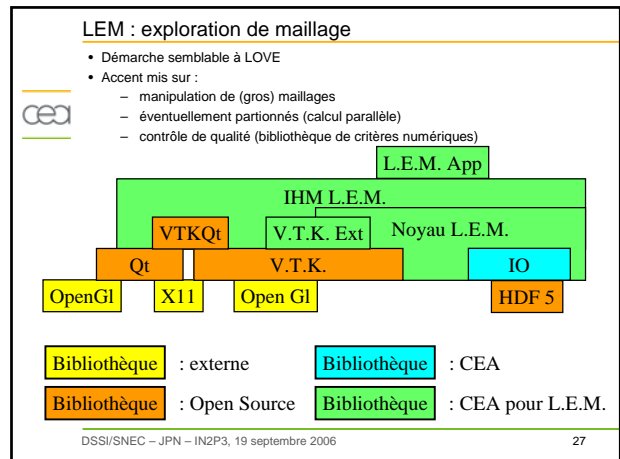 LEM : exploration de maillage
• Démarche semblable à LOVE
• Accent mis sur :
– manipulation de (gros) maillages
– éventuellement partionnés (calcul parallèle)
– contrôle de qualité (bibliothèque de critères numériques)
cea
L.E.M. App
IHM L.E.M.
VTKQt
V.T.K. Ext
Noyau L.E.M.
Qt
V.T.K.
IO
OpenGl
X11
Open Gl
HDF 5
Bibliothèque : externe
Bibliothèque : CEA
Bibliothèque : Open Source
Bibliothèque : CEA pour L.E.M.
DSSI/SNEC – JPN – IN2P3, 19 septembre 2006
27